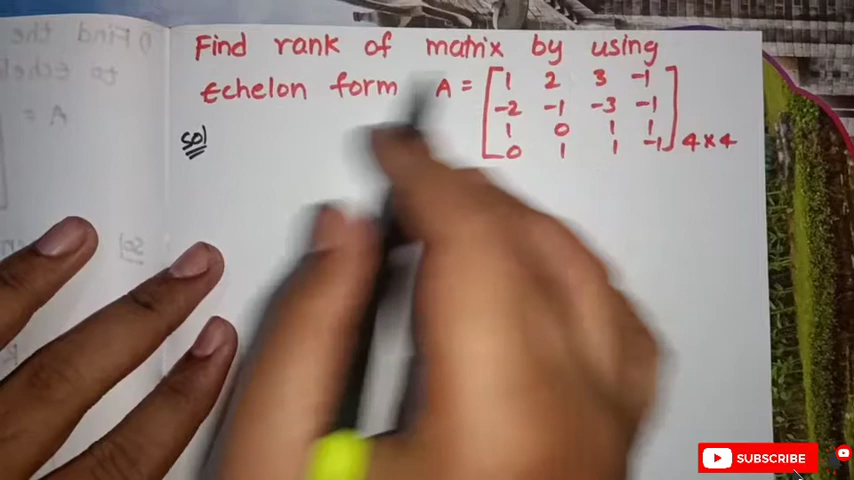 Find rank of matrix by using
Echelon form A = [ 1 2 3 -1
-2 -1 -3 -1
1 0 1 1
0 1 1 -1 ] 4×4
Sol
SUBSCRIBE